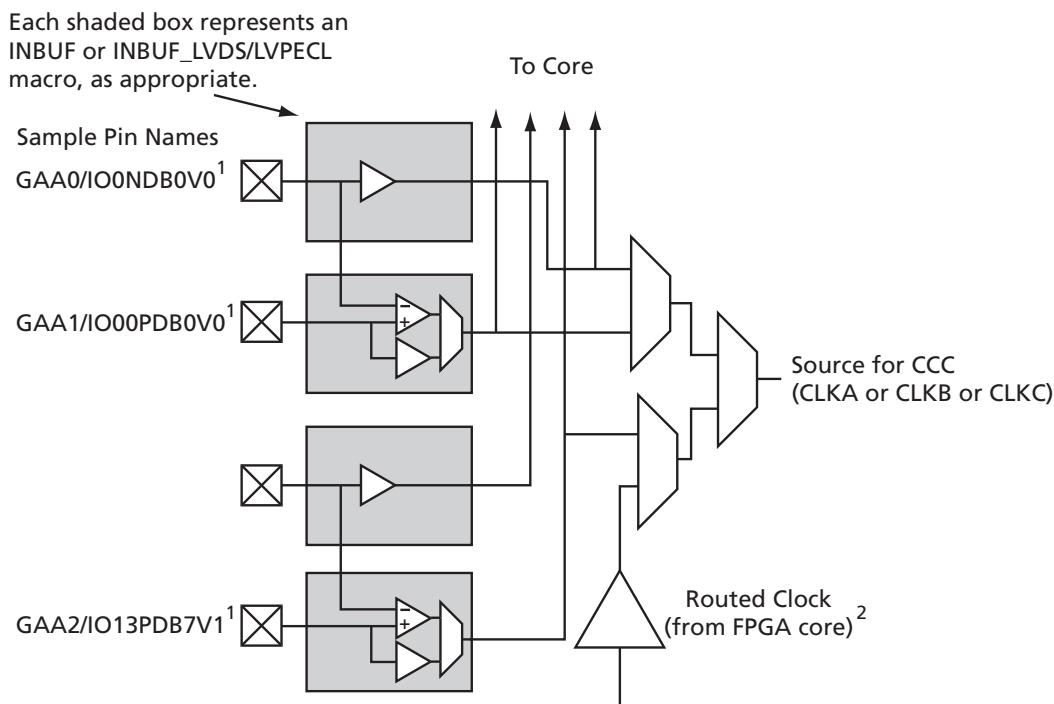 Each shaded box represents an
INBUF or INBUF_LVDS/LVPECL
macro, as appropriate.
To Core
Sample Pin Names
GAA0/IO0NDB0V0¹
GAA1/IO00PDB0V0¹
−
+
Source for CCC
(CLKA or CLKB or CLKC)
GAA2/IO13PDB7V1¹
−
+
Routed Clock
(from FPGA core)²